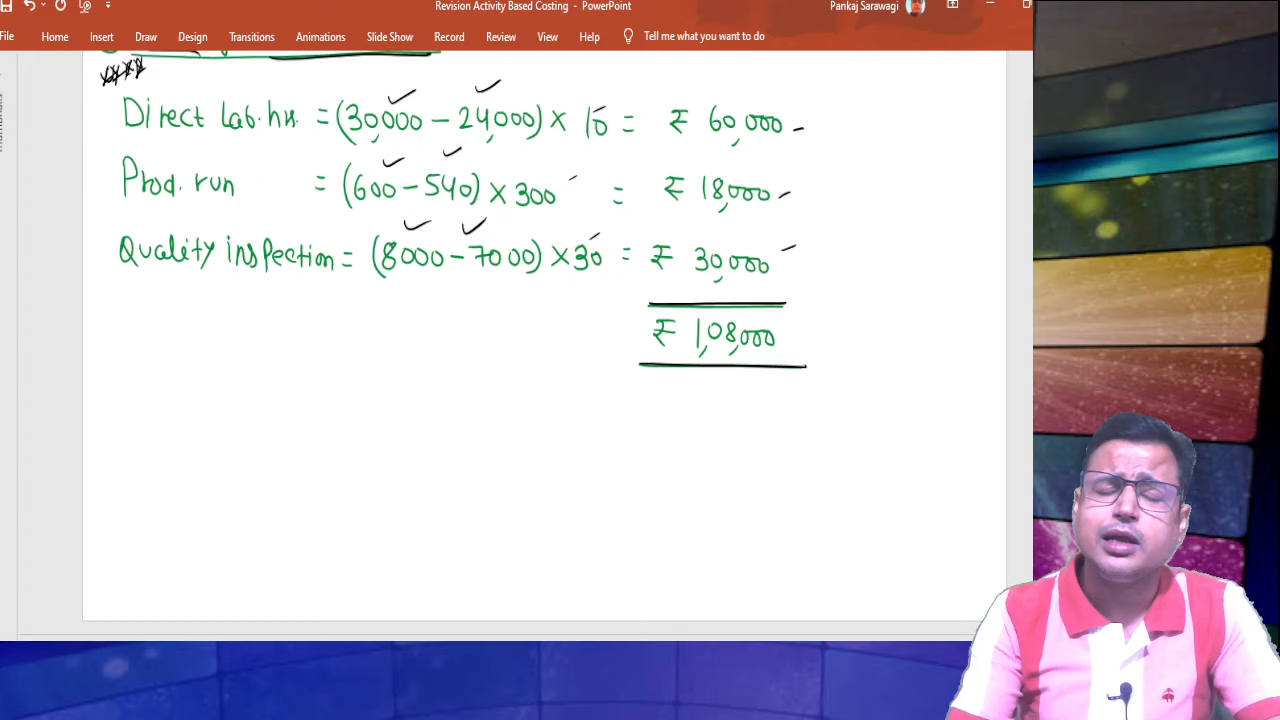 Revision Activity Based Costing - PowerPoint
Pankaj Sarawagi
File Home Insert Draw Design Transitions Animations Slide Show Record Review View Help Tell me what you want to do
Direct Lab. hr. = (30,000 - 24,000) × 10 = ₹ 60,000
Prod. run = (600 - 540) × 300 = ₹ 18,000
Quality inspection = (8000 - 7000) × 30 = ₹ 30,000
₹ 1,08,000